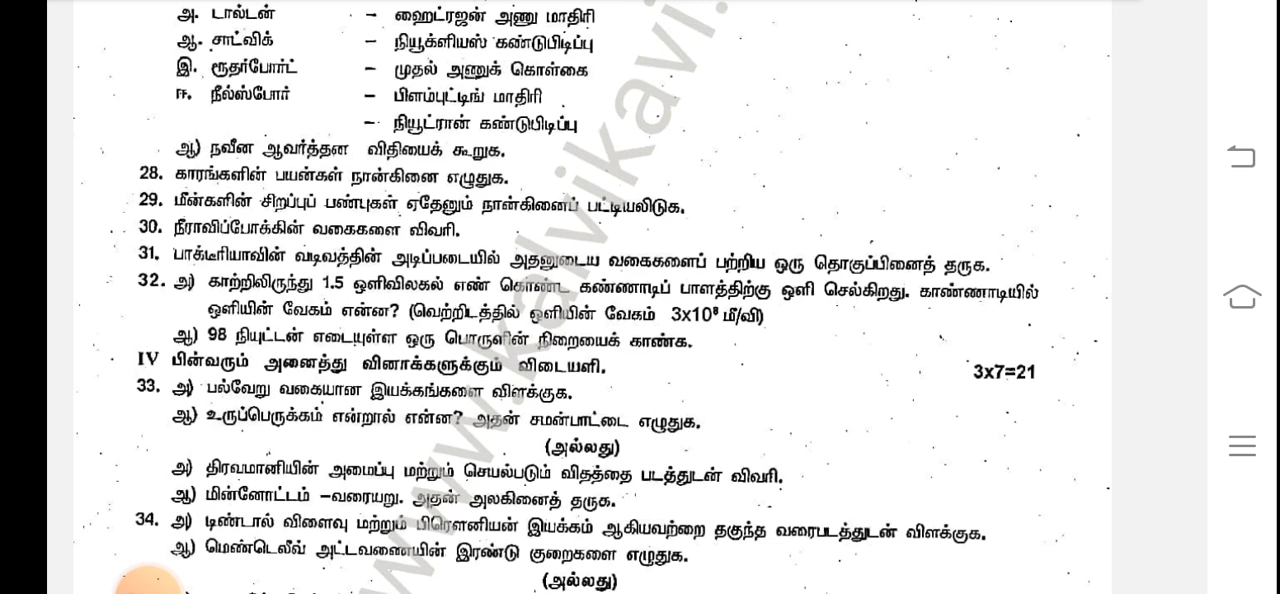 அ. டால்டன் – ஹைட்ரஜன் அணு மாதிரி
ஆ. சாட்விக் – நியூக்ளியஸ் கண்டுபிடிப்பு
இ. ரூதர்போர்ட் – முதல் அணுக் கொள்கை
ஈ. நீல்ஸ்போர் – பிளம்புட்டிங் மாதிரி
– நியூட்ரான் கண்டுபிடிப்பு
ஆ) நவீன ஆவர்த்தன விதியைக் கூறுக.
28. காரங்களின் பயன்கள் நான்கினை எழுதுக.
29. மீன்களின் சிறப்புப் பண்புகள் ஏதேனும் நான்கினைப் பட்டியலிடுக.
30. நீராவிப்போக்கின் வகைகளை விவரி.
31. பாக்டீரியாவின் வடிவத்தின் அடிப்படையில் அதனுடைய வகைகளைப் பற்றிய ஒரு தொகுப்பினைத் தருக.
32. அ) காற்றிலிருந்து 1.5 ஒளிவிலகல் எண் கொண்ட கண்ணாடிப் பாளத்திற்கு ஒளி செல்கிறது. காண்ணாடியில்
ஒளியின் வேகம் என்ன? (வெற்றிடத்தில் ஒளியின் வேகம் 3x10⁸ மீ/வி)
ஆ) 98 நியுட்டன் எடையுள்ள ஒரு பொருளின் நிறையைக் காண்க.
IV பின்வரும் அனைத்து வினாக்களுக்கும் விடையளி. 3x7=21
33. அ) பல்வேறு வகையான இயக்கங்களை விளக்குக.
ஆ) உருப்பெருக்கம் என்றால் என்ன? அதன் சமன்பாட்டை எழுதுக.
(அல்லது)
அ) திரவமானியின் அமைப்பு மற்றும் செயல்படும் விதத்தை படத்துடன் விவரி.
ஆ) மின்னோட்டம் –வரையறு. அதன் அலகினைத் தருக.
34. அ) டிண்டால் விளைவு மற்றும் பிரௌனியன் இயக்கம் ஆகியவற்றை தகுந்த வரைபடத்துடன் விளக்குக.
ஆ) மெண்டெலீவ் அட்டவணையின் இரண்டு குறைகளை எழுதுக.
(அல்லது)
www.kalvikavi.